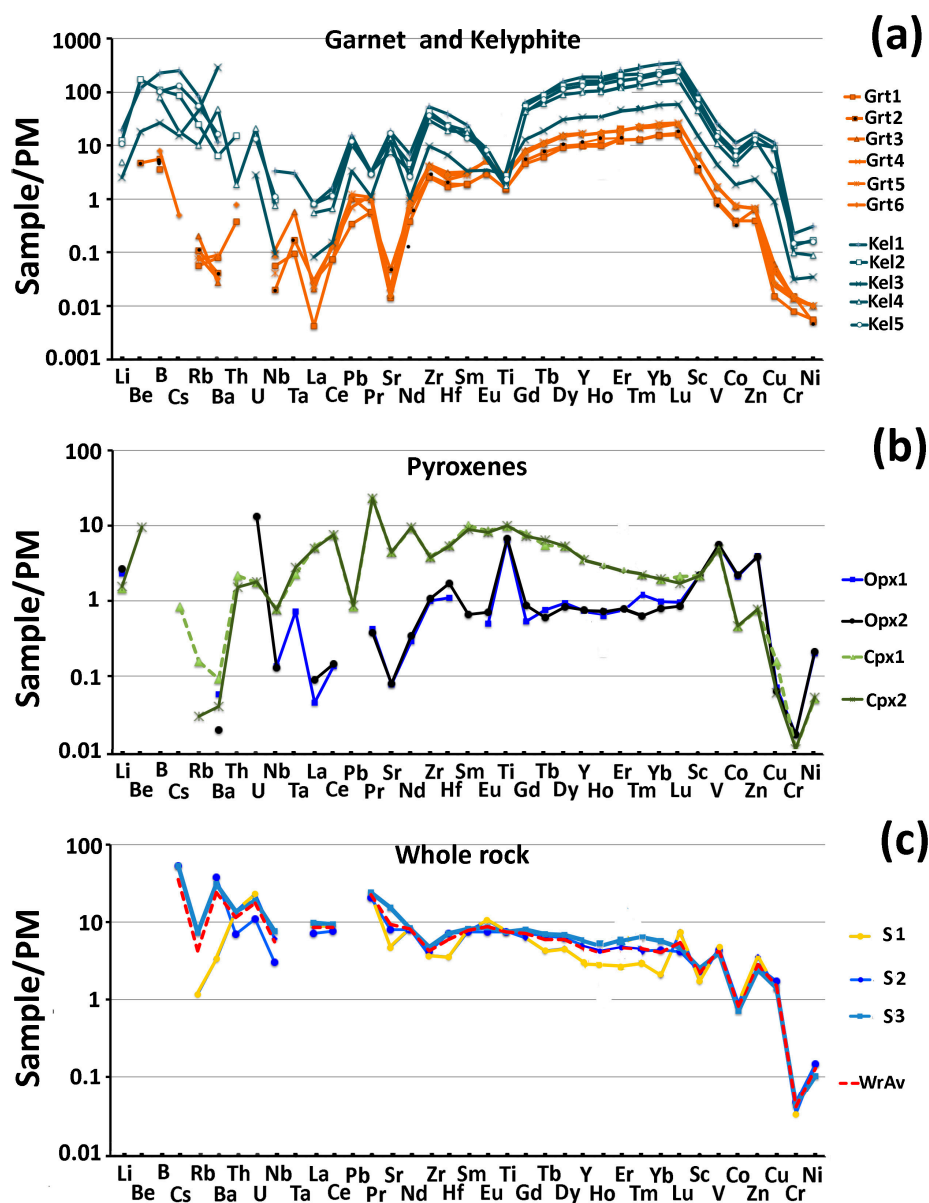 Garnet and Kelyphite
(a)
Sample/PM
1000
100
10
1
0.1
0.01
0.001
Grt1
Grt2
Grt3
Grt4
Grt5
Grt6
Kel1
Kel2
Kel3
Kel4
Kel5
Li B Rb Th Nb La Pb Sr Zr Sm Ti Tb Y Er Yb Sc Co Cu Ni
Be Cs Ba U Ta Ce Pr Nd Hf Eu Gd Dy Ho Tm Lu V Zn Cr
Pyroxenes
(b)
Sample/PM
100
10
1
0.1
0.01
Opx1
Opx2
Cpx1
Cpx2
Li B Rb Th Nb La Pb Sr Zr Sm Ti Tb Y Er Yb Sc Co Cu Ni
Be Cs Ba U Ta Ce Pr Nd Hf Eu Gd Dy Ho Tm Lu V Zn Cr
Whole rock
(c)
Sample/PM
100
10
1
0.1
0.01
S 1
S 2
S 3
WrAv
Li B Rb Th Nb La Pb Sr Zr Sm Ti Tb Y Er Yb Sc Co Cu Ni
Be Cs Ba U Ta Ce Pr Nd Hf Eu Gd Dy Ho Tm Lu V Zn Cr